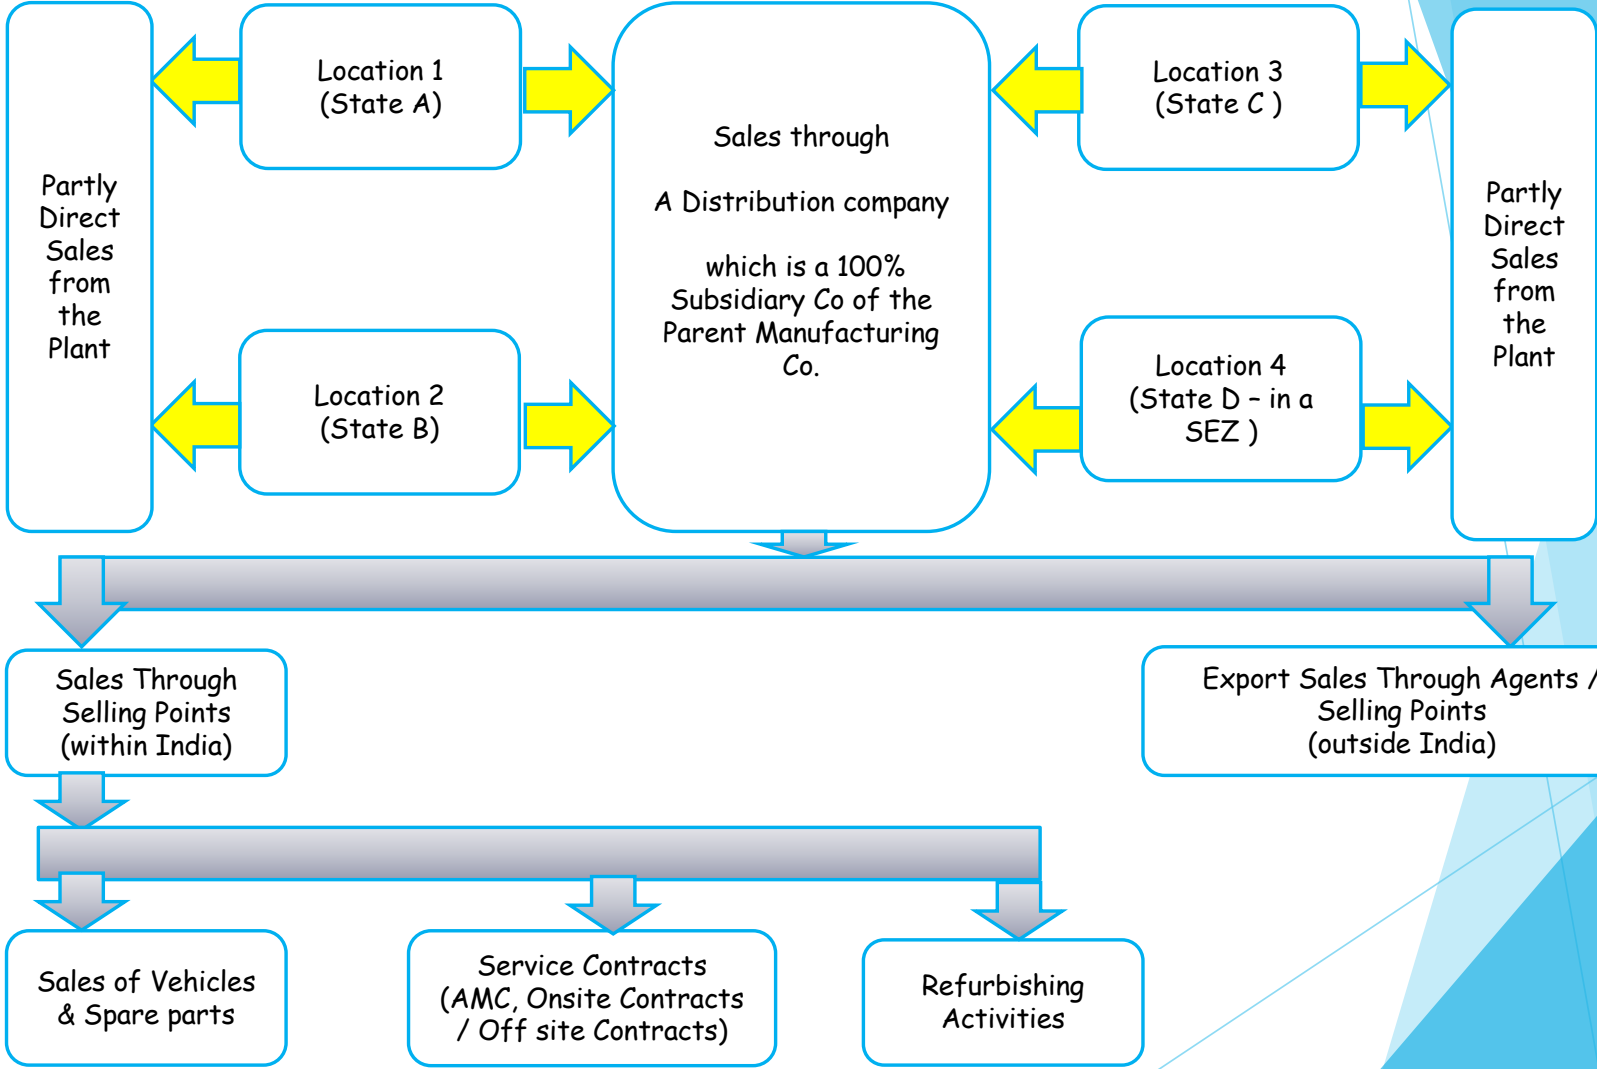 Partly
Direct
Sales
from
the
Plant
Location 1
(State A)
Location 2
(State B)
Sales through
A Distribution company
which is a 100%
Subsidiary Co of the
Parent Manufacturing
Co.
Location 3
(State C )
Location 4
(State D – in a
SEZ )
Partly
Direct
Sales
from
the
Plant
Sales Through
Selling Points
(within India)
Export Sales Through Agents /
Selling Points
(outside India)
Sales of Vehicles
& Spare parts
Service Contracts
(AMC, Onsite Contracts
/ Off site Contracts)
Refurbishing
Activities